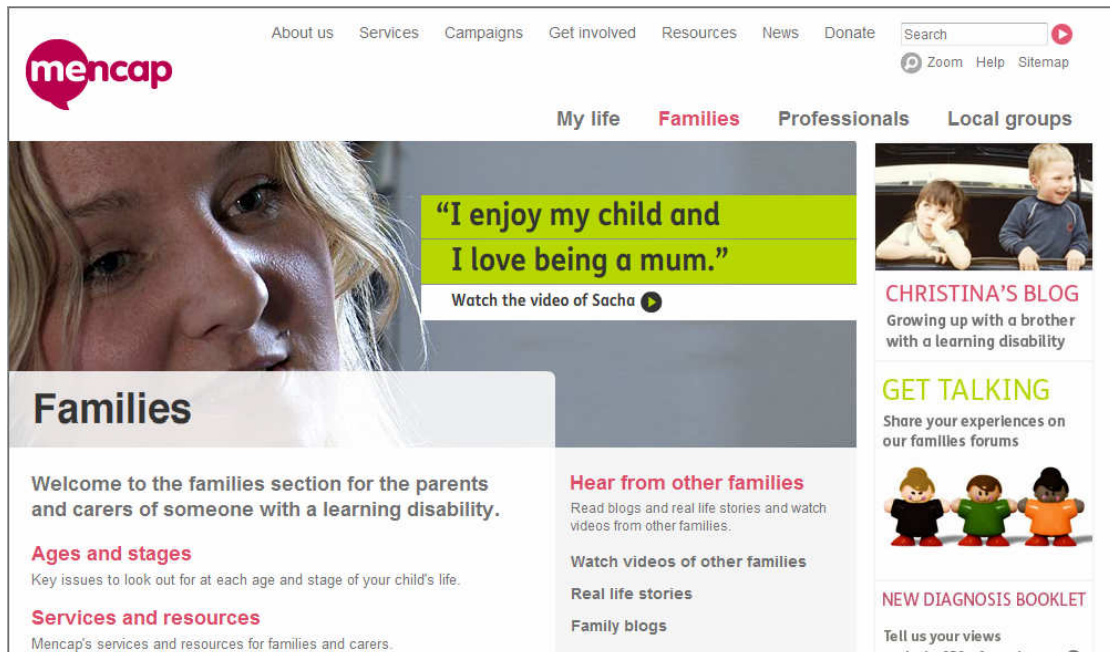 About us Services Campaigns Get involved Resources News Donate
Search
Zoom Help Sitemap
mencap
My life Families Professionals Local groups
“I enjoy my child and
I love being a mum.”
Watch the video of Sacha
Families
Welcome to the families section for the parents
and carers of someone with a learning disability.
Ages and stages
Key issues to look out for at each age and stage of your child's life.
Services and resources
Mencap's services and resources for families and carers.
Hear from other families
Read blogs and real life stories and watch
videos from other families.
Watch videos of other families
Real life stories
Family blogs
CHRISTINA'S BLOG
Growing up with a brother
with a learning disability
GET TALKING
Share your experiences on
our families forums
NEW DIAGNOSIS BOOKLET
Tell us your views